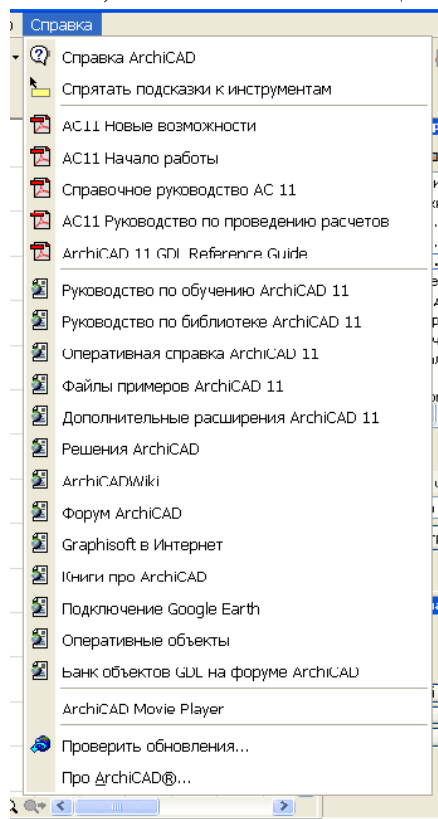 Справка
Справка ArchiCAD
Спрятать подсказки к инструментам
AC11 Новые возможности
AC11 Начало работы
Справочное руководство AC 11
AC11 Руководство по проведению расчетов
ArchiCAD 11 GDL Reference Guide
Руководство по обучению ArchiCAD 11
Руководство по библиотеке ArchiCAD 11
Оперативная справка ArchiCAD 11
Файлы примеров ArchiCAD 11
Дополнительные расширения ArchiCAD 11
Решения ArchiCAD
ArchiCADWiki
Форум ArchiCAD
Graphisoft в Интернет
Книги про ArchiCAD
Подключение Google Earth
Оперативные объекты
Банк объектов GDL на форуме ArchiCAD
ArchiCAD Movie Player
Проверить обновления...
Про ArchiCAD®...